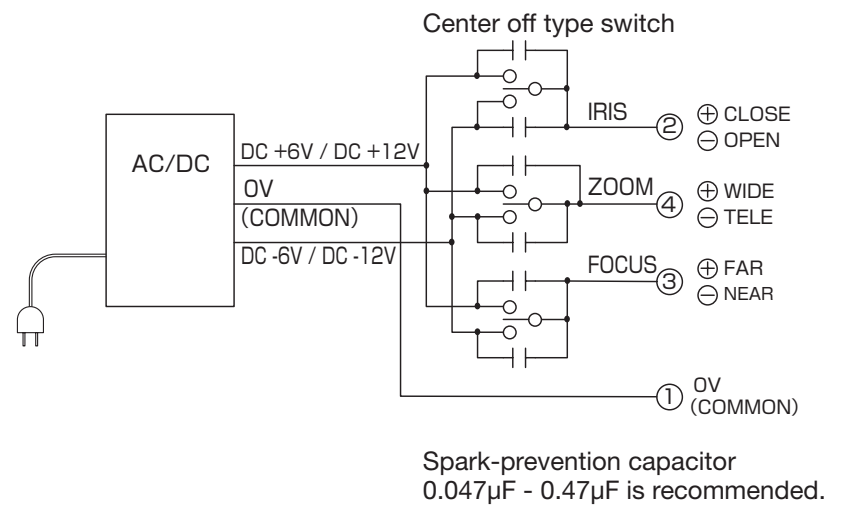 Center off type switch
IRIS
② ⊕ CLOSE
⊖ OPEN
AC/DC
DC +6V / DC +12V
0V
(COMMON)
DC -6V / DC -12V
ZOOM
④ ⊕ WIDE
⊖ TELE
FOCUS
③ ⊕ FAR
⊖ NEAR
① 0V
(COMMON)
Spark-prevention capacitor
0.047µF - 0.47µF is recommended.